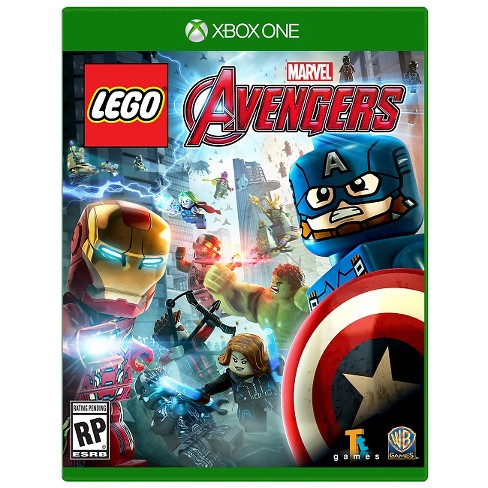 XBOX ONE
LEGO
MARVEL
AVENGERS
A
RATING PENDING
RP
ESRB
Tt
games
WB
GAMES